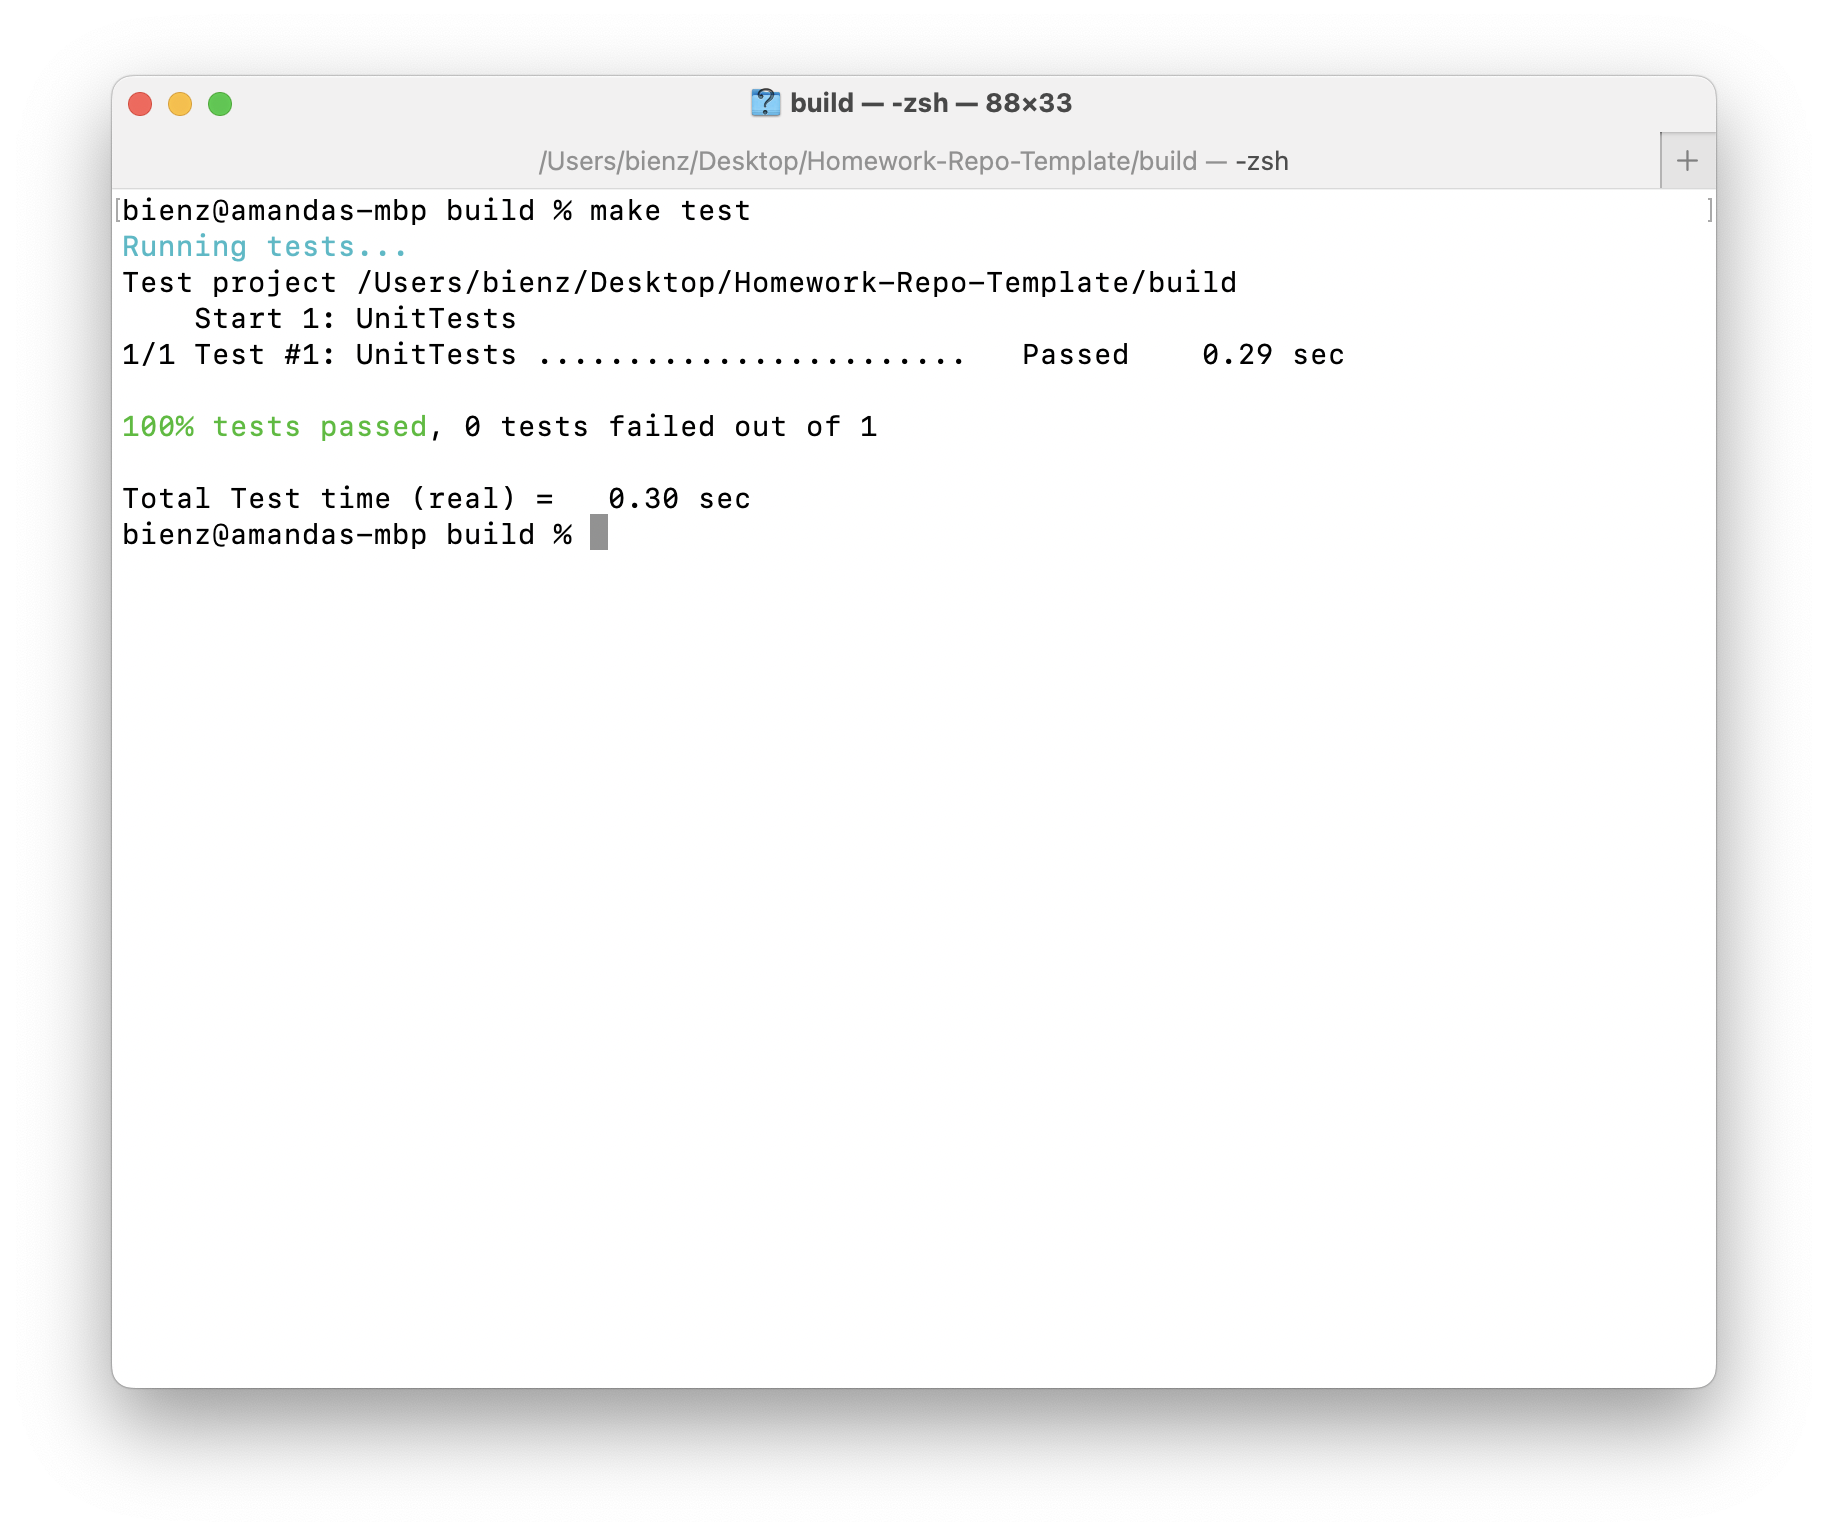 build — -zsh — 88×33
/Users/bienz/Desktop/Homework-Repo-Template/build — -zsh
bienz@amandas-mbp build % make test
Running tests...
Test project /Users/bienz/Desktop/Homework-Repo-Template/build
    Start 1: UnitTests
1/1 Test #1: UnitTests ........................   Passed    0.29 sec

100% tests passed, 0 tests failed out of 1

Total Test time (real) =   0.30 sec
bienz@amandas-mbp build %